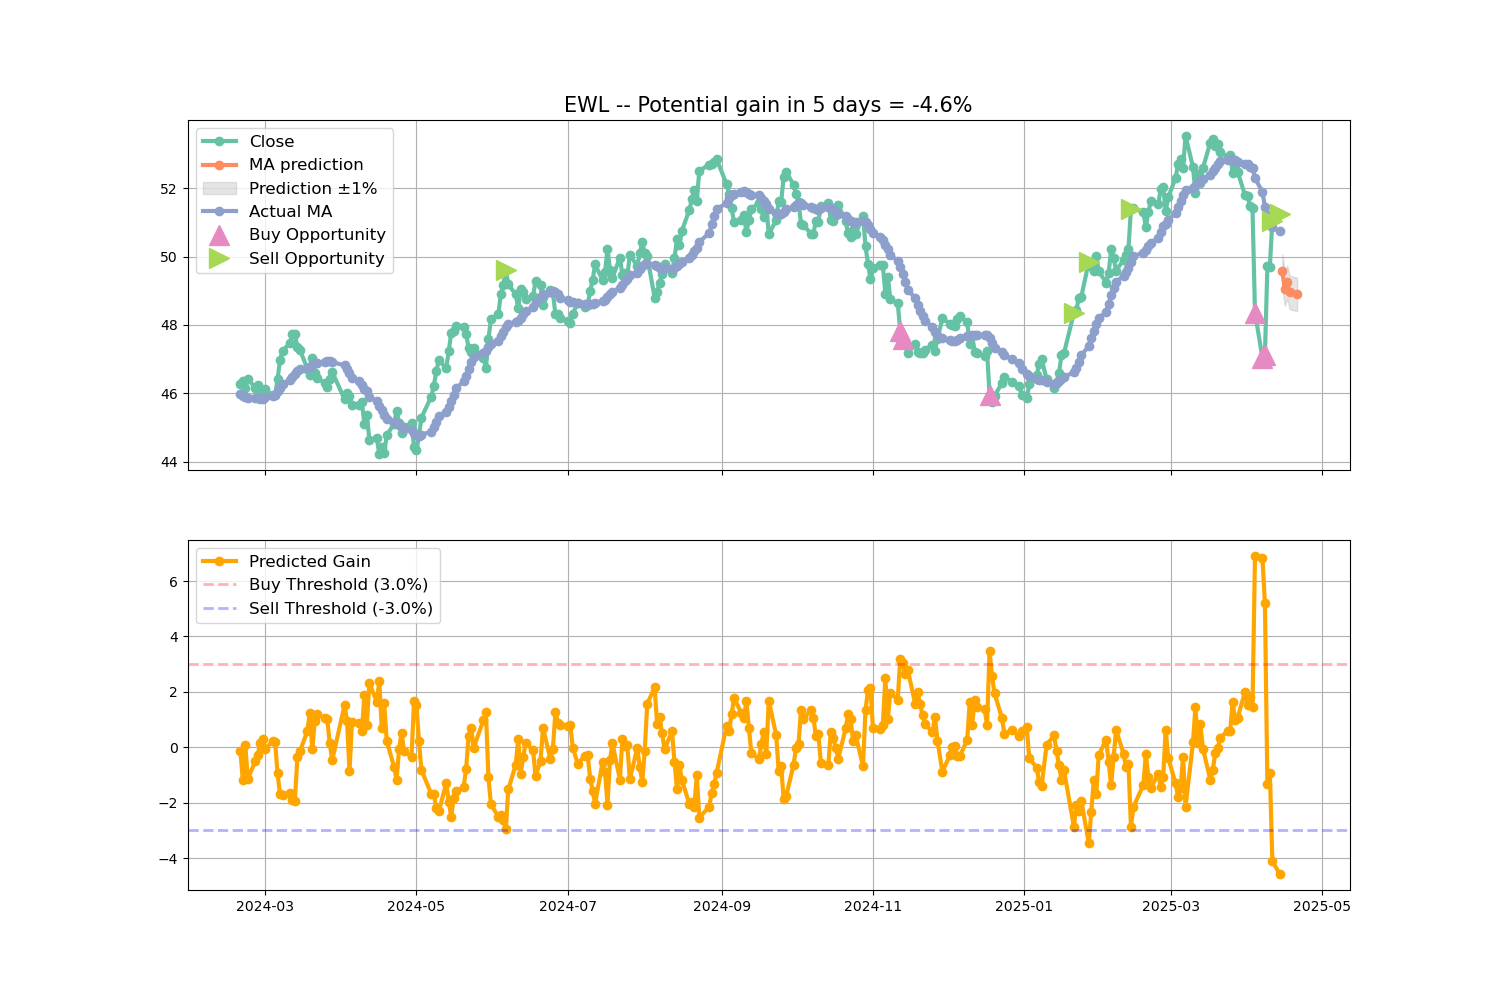 EWL -- Potential gain in 5 days = -4.6%
Close
MA prediction
Prediction ±1%
Actual MA
Buy Opportunity
Sell Opportunity
52
50
48
46
44
Predicted Gain
Buy Threshold (3.0%)
Sell Threshold (-3.0%)
6
4
2
0
−2
−4
2024-03 2024-05 2024-07 2024-09 2024-11 2025-01 2025-03 2025-05